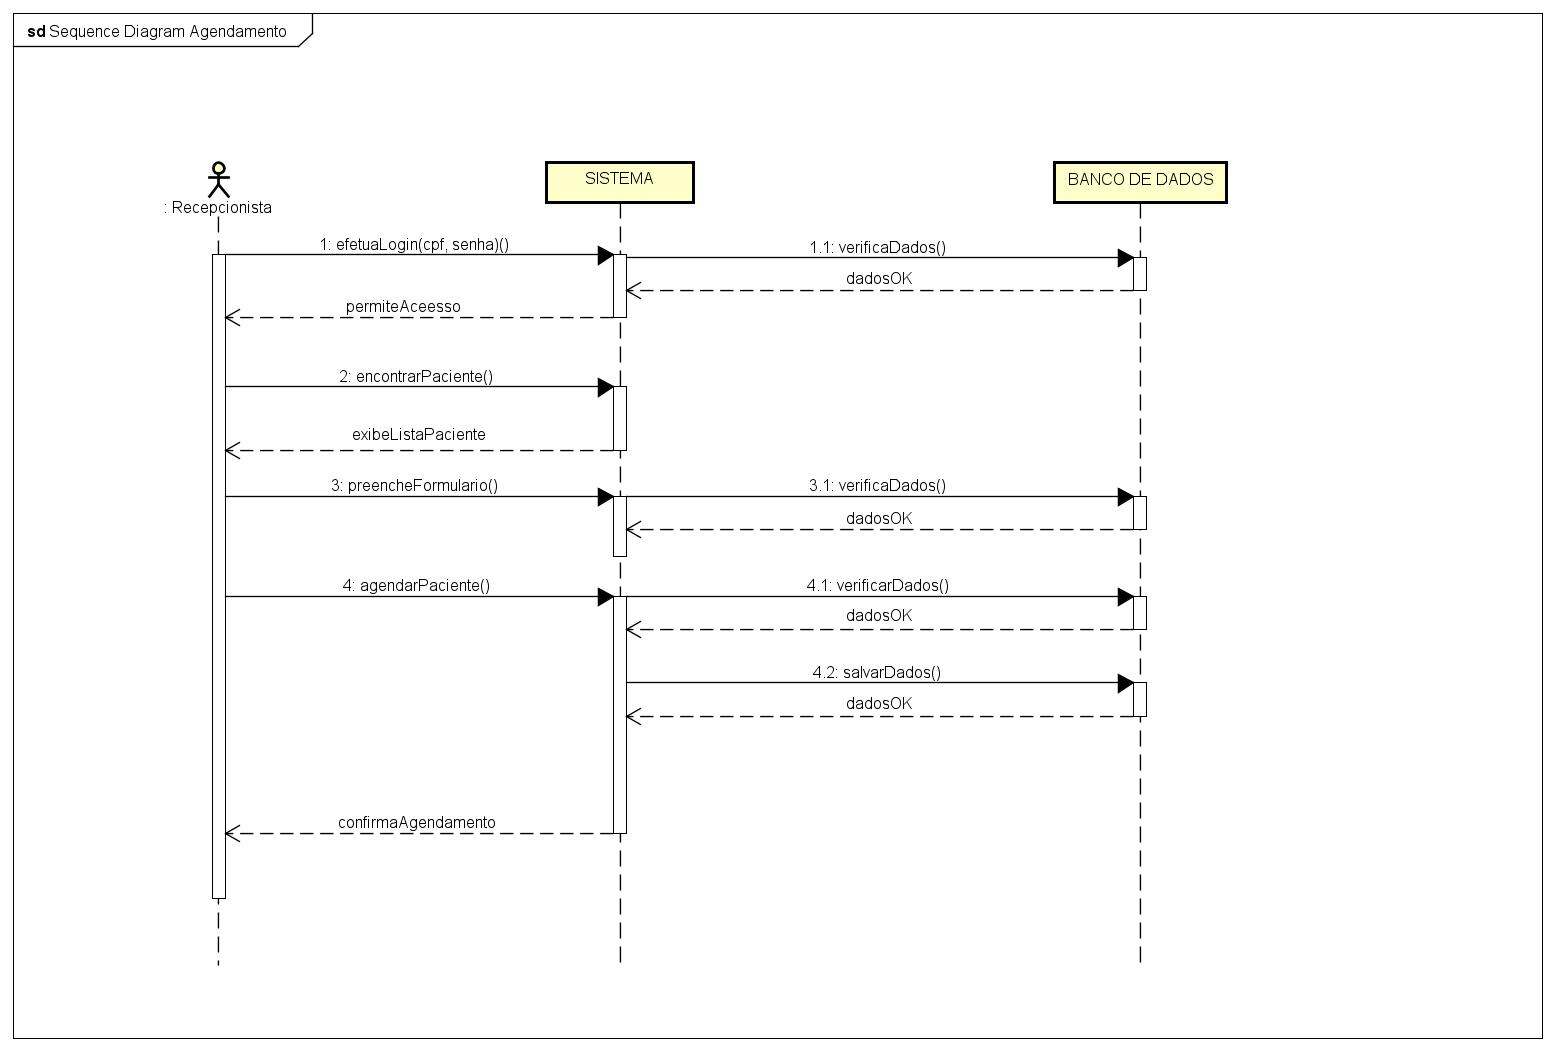 sd Sequence Diagram Agendamento
: Recepcionista
SISTEMA
BANCO DE DADOS
1: efetuaLogin(cpf, senha)()
1.1: verificaDados()
dadosOK
permiteAceesso
2: encontrarPaciente()
exibeListaPaciente
3: preencheFormulario()
3.1: verificaDados()
dadosOK
4: agendarPaciente()
4.1: verificarDados()
dadosOK
4.2: salvarDados()
dadosOK
confirmaAgendamento